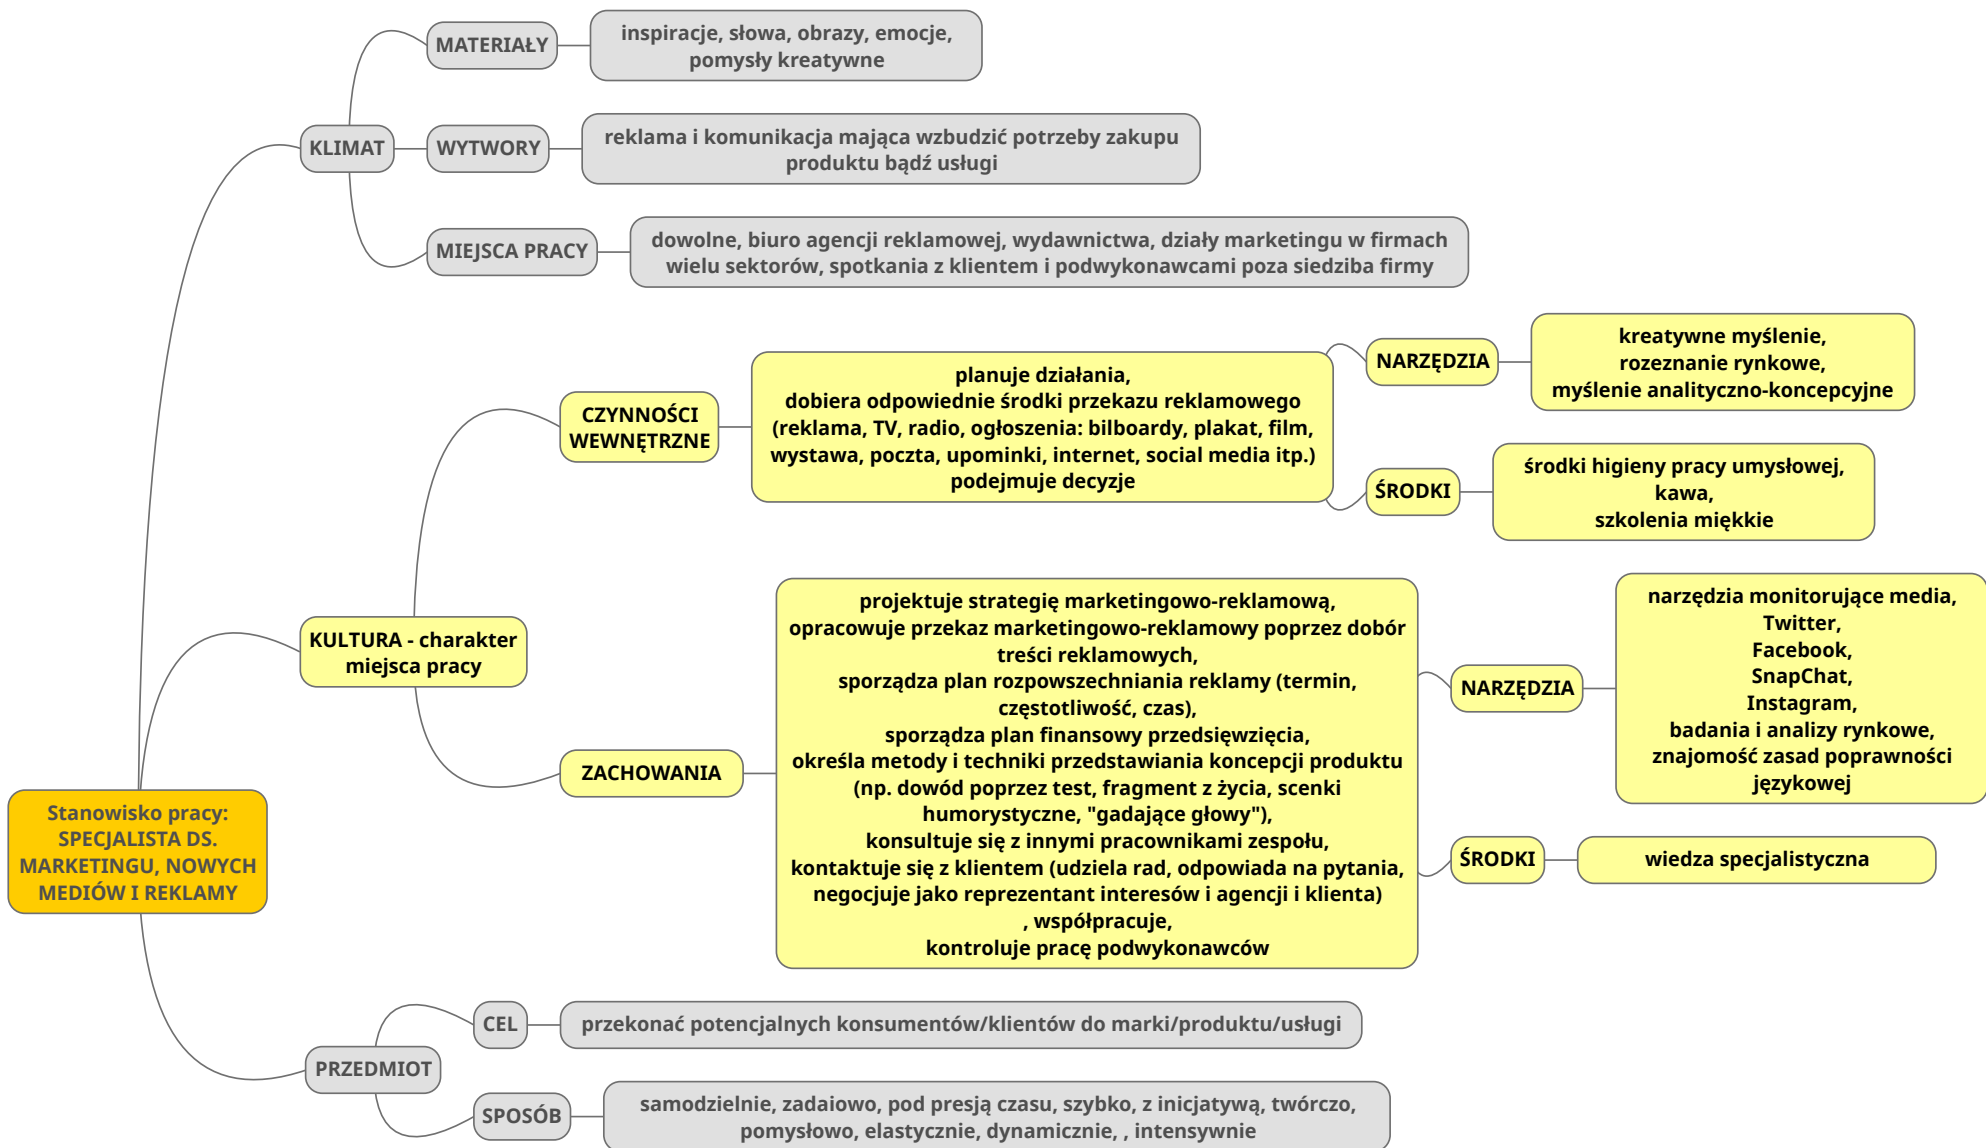 MATERIAŁY
inspiracje, słowa, obrazy, emocje,
pomysły kreatywne
KLIMAT
WYTWORY
reklama i komunikacja mająca wzbudzić potrzeby zakupu
produktu bądź usługi
MIEJSCA PRACY
dowolne, biuro agencji reklamowej, wydawnictwa, działy marketingu w firmach
wielu sektorów, spotkania z klientem i podwykonawcami poza siedziba firmy
CZYNNOŚCI
WEWNĘTRZNE
planuje działania,
dobiera odpowiednie środki przekazu reklamowego
(reklama, TV, radio, ogłoszenia: bilboardy, plakat, film,
wystawa, poczta, upominki, internet, social media itp.)
podejmuje decyzje
NARZĘDZIA
kreatywne myślenie,
rozeznanie rynkowe,
myślenie analityczno-koncepcyjne
ŚRODKI
środki higieny pracy umysłowej,
kawa,
szkolenia miękkie
KULTURA - charakter
miejsca pracy
ZACHOWANIA
projektuje strategię marketingowo-reklamową,
opracowuje przekaz marketingowo-reklamowy poprzez dobór
treści reklamowych,
sporządza plan rozpowszechniania reklamy (termin,
częstotliwość, czas),
sporządza plan finansowy przedsięwzięcia,
określa metody i techniki przedstawiania koncepcji produktu
(np. dowód poprzez test, fragment z życia, scenki
humorystyczne, "gadające głowy"),
konsultuje się z innymi pracownikami zespołu,
kontaktuje się z klientem (udziela rad, odpowiada na pytania,
negocjuje jako reprezentant interesów i agencji i klienta)
, współpracuje,
kontroluje pracę podwykonawców
NARZĘDZIA
narzędzia monitorujące media,
Twitter,
Facebook,
SnapChat,
Instagram,
badania i analizy rynkowe,
znajomość zasad poprawności
językowej
ŚRODKI
wiedza specjalistyczna
Stanowisko pracy:
SPECJALISTA DS.
MARKETINGU, NOWYCH
MEDIÓW I REKLAMY
PRZEDMIOT
CEL
przekonać potencjalnych konsumentów/klientów do marki/produktu/usługi
SPOSÓB
samodzielnie, zadaiowo, pod presją czasu, szybko, z inicjatywą, twórczo,
pomysłowo, elastycznie, dynamicznie, , intensywnie